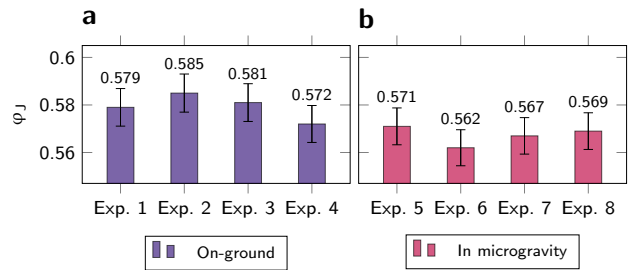 a
b
φJ
0.6
0.58
0.56
0.579
0.585
0.581
0.572
0.571
0.562
0.567
0.569
Exp. 1 Exp. 2 Exp. 3 Exp. 4
Exp. 5 Exp. 6 Exp. 7 Exp. 8
On-ground
In microgravity